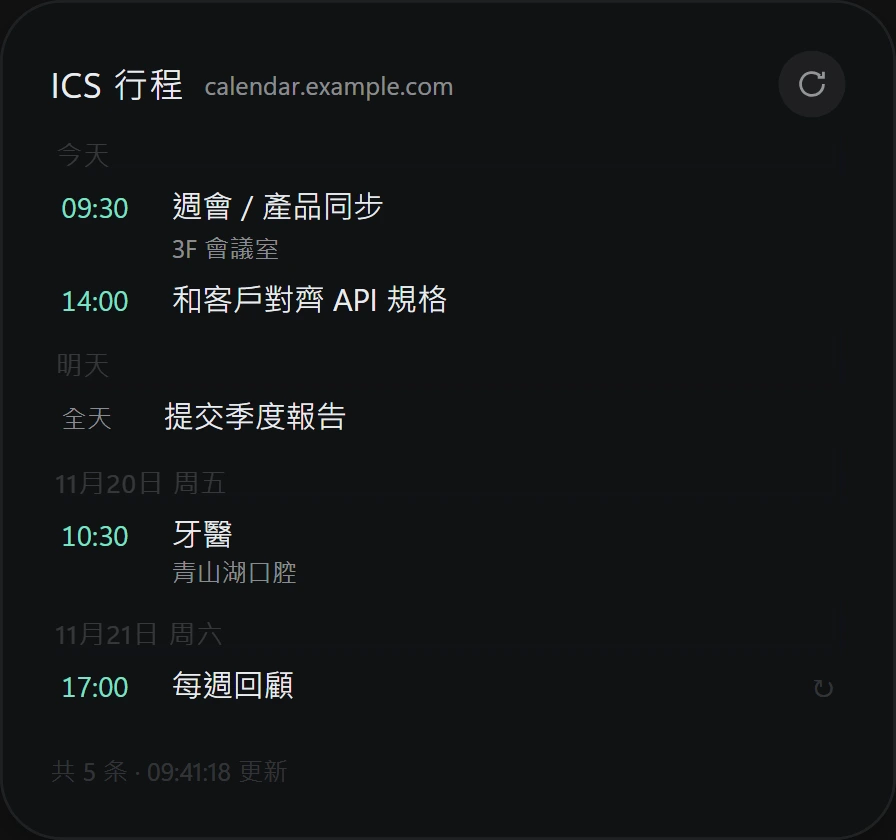 ICS 行程 calendar.example.com
今天
09:30 週會 / 產品同步
3F 會議室
14:00 和客戶對齊 API 規格
明天
全天 提交季度報告
11月20日 周五
10:30 牙醫
青山湖口腔
11月21日 周六
17:00 每週回顧 ↻
共 5 条 · 09:41:18 更新